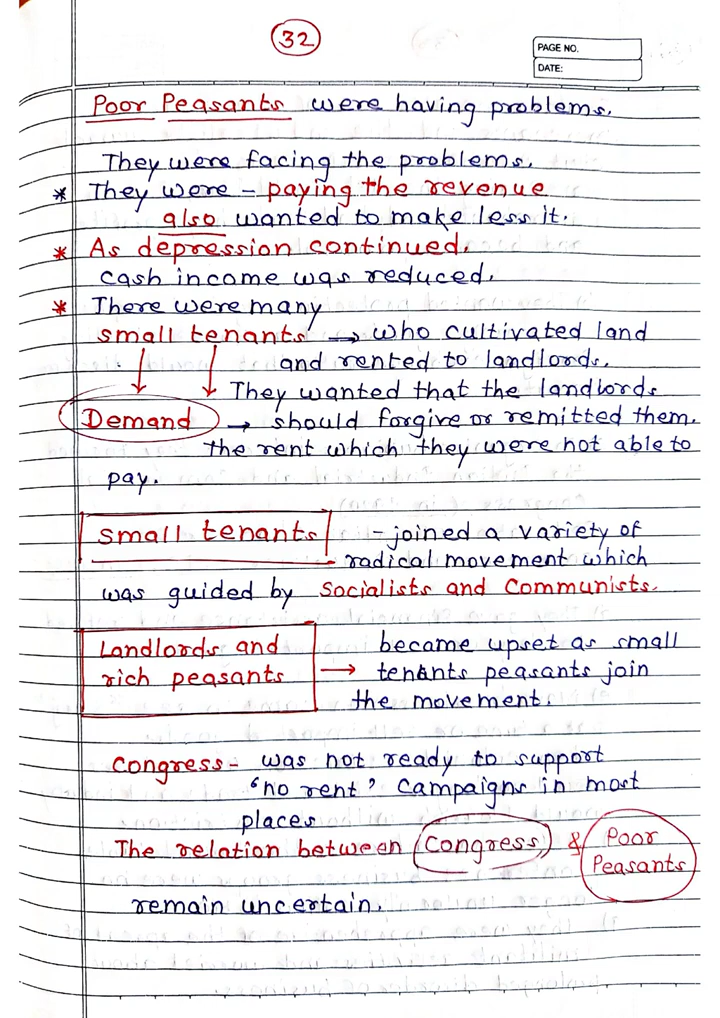 32
PAGE NO.
DATE:
Poor Peasants were having problems.
They were facing the problems.
* They were - paying the revenue
also wanted to make less it.
* As depression continued.
cash income was reduced.
* There were many
small tenants → who cultivated land
and rented to landlords.
They wanted that the landlords
Demand → should forgive or remitted them.
the rent which they were not able to
pay.
small tenants - joined a variety of
radical movement which
was guided by Socialists and Communists.
Landlords and became upset as small
rich peasants → tenants peasants join
the movement.
Congress - was not ready to support
'no rent' Campaigns in most
places
The relation between Congress, & Poor
Peasants
remain uncertain.